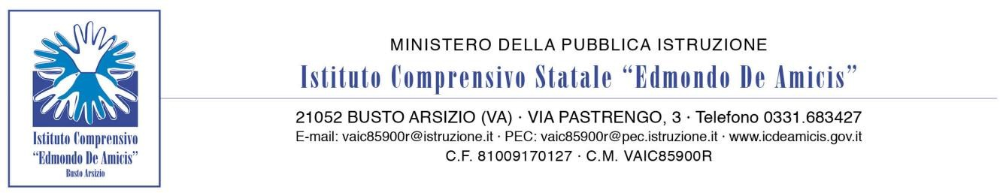 Istituto Comprensivo
“Edmondo De Amicis”
Busto Arsizio
MINISTERO DELLA PUBBLICA ISTRUZIONE
Istituto Comprensivo Statale “Edmondo De Amicis”
21052 BUSTO ARSIZIO (VA) · VIA PASTRENGO, 3 · Telefono 0331.683427
E-mail: vaic85900r@istruzione.it · PEC: vaic85900r@pec.istruzione.it · www.icdeamicis.gov.it
C.F. 81009170127 · C.M. VAIC85900R